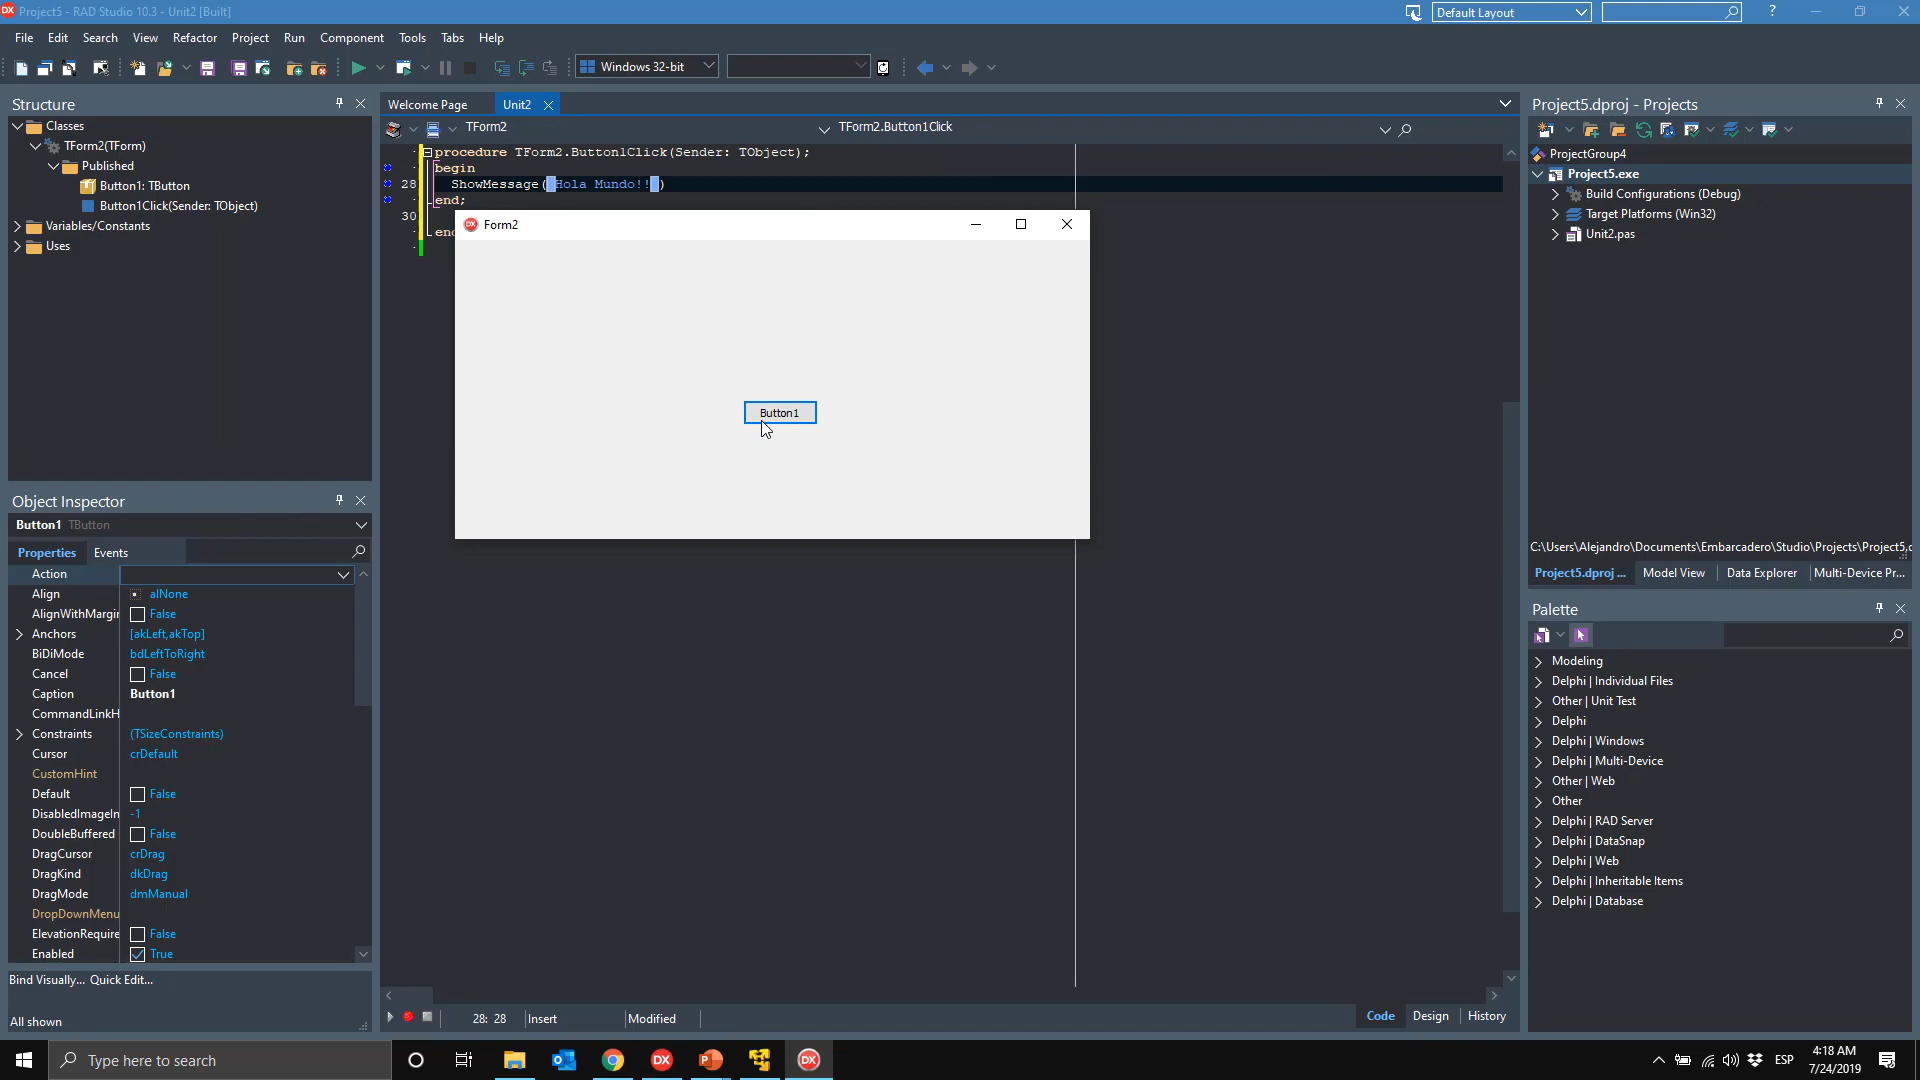 Project5 - RAD Studio 10.3 - Unit2 [Built]
Default Layout
?
File Edit Search View Refactor Project Run Component Tools Tabs Help
Windows 32-bit
Structure
Classes
TForm2(TForm)
Published
Button1: TButton
Button1Click(Sender: TObject)
Variables/Constants
Uses
Welcome Page
Unit2
TForm2
TForm2.Button1Click
procedure TForm2.Button1Click(Sender: TObject);
begin
28 ShowMessage('Hola Mundo!!')
end;
30
Form2
Button1
Object Inspector
Button1 TButton
Properties Events
Action
Align alNone
AlignWithMargin False
Anchors [akLeft,akTop]
BiDiMode bdLeftToRight
Cancel False
Caption Button1
CommandLinkH
Constraints (TSizeConstraints)
Cursor crDefault
CustomHint
Default False
DisabledImageIn -1
DoubleBuffered False
DragCursor crDrag
DragKind dkDrag
DragMode dmManual
DropDownMenu
ElevationRequire False
Enabled True
Bind Visually... Quick Edit...
All shown
28: 28 Insert Modified
Code Design History
Project5.dproj - Projects
ProjectGroup4
Project5.exe
Build Configurations (Debug)
Target Platforms (Win32)
Unit2.pas
C:\Users\Alejandro\Documents\Embarcadero\Studio\Projects\Project5.d
Project5.dproj ... Model View Data Explorer Multi-Device Pr...
Palette
Modeling
Delphi | Individual Files
Other | Unit Test
Delphi
Delphi | Windows
Delphi | Multi-Device
Other | Web
Other
Delphi | RAD Server
Delphi | DataSnap
Delphi | Web
Delphi | Inheritable Items
Delphi | Database
Type here to search
ESP
4:18 AM
7/24/2019